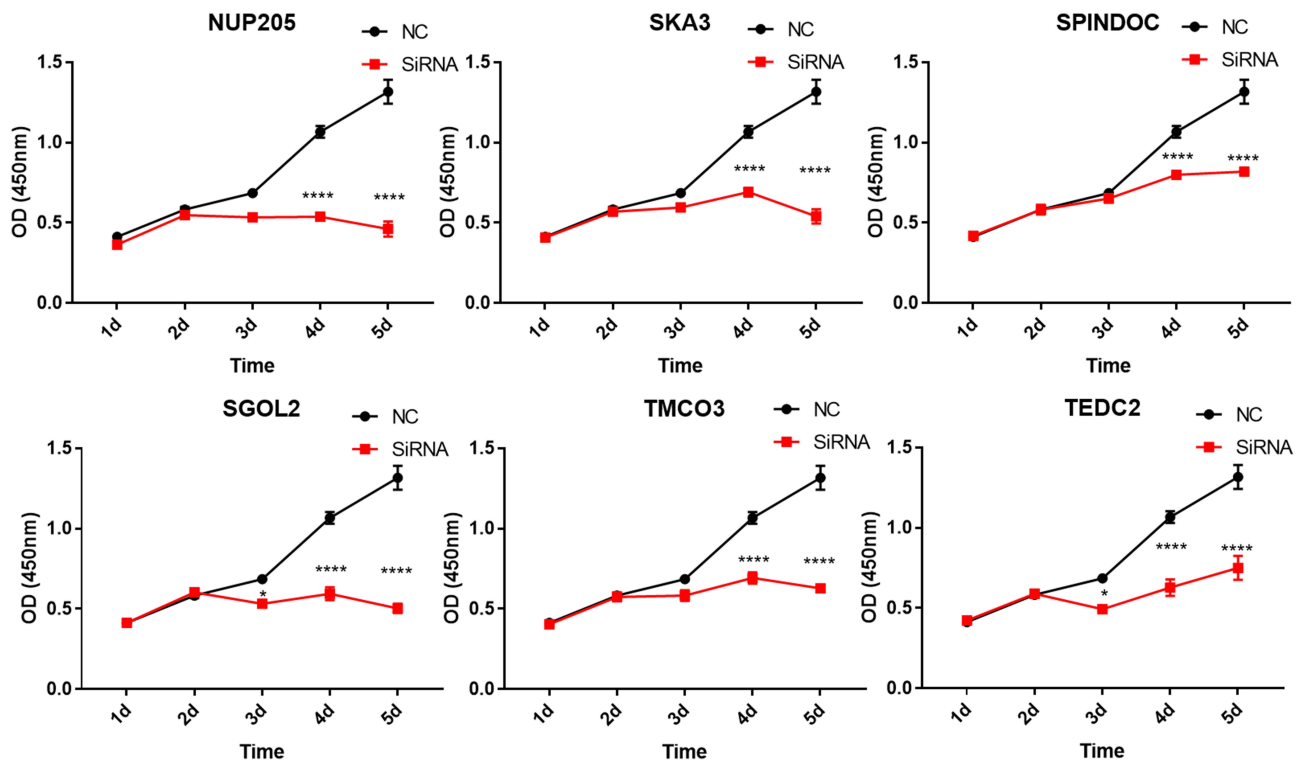 NUP205
NC
SiRNA
1.5
1.0
0.5
0.0
OD (450nm)
****
****
1d
2d
3d
4d
5d
Time
SKA3
NC
SiRNA
1.5
1.0
0.5
0.0
OD (450nm)
****
****
1d
2d
3d
4d
5d
Time
SPINDOC
NC
SiRNA
1.5
1.0
0.5
0.0
OD (450nm)
****
****
1d
2d
3d
4d
5d
Time
SGOL2
NC
SiRNA
1.5
1.0
0.5
0.0
OD (450nm)
*
****
****
1d
2d
3d
4d
5d
Time
TMCO3
NC
SiRNA
1.5
1.0
0.5
0.0
OD (450nm)
****
****
1d
2d
3d
4d
5d
Time
TEDC2
NC
SiRNA
1.5
1.0
0.5
0.0
OD (450nm)
*
****
****
1d
2d
3d
4d
5d
Time